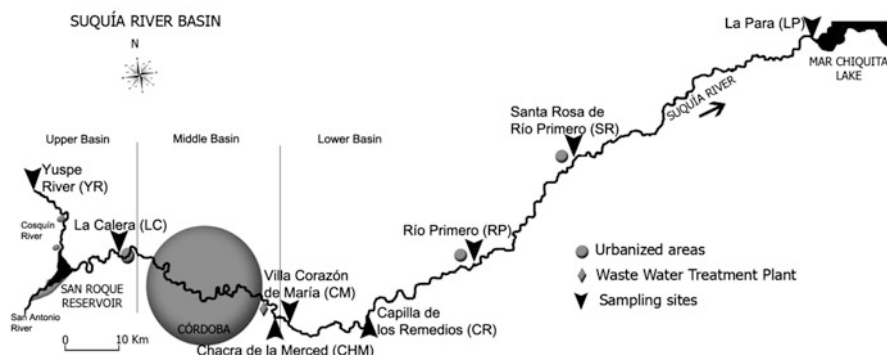 SUQUÍA RIVER BASIN
N
La Para (LP)
MAR CHIQUITA
LAKE
SUQUÍA RIVER
Santa Rosa de
Río Primero (SR)
Upper Basin
Middle Basin
Lower Basin
Yuspe
River (YR)
Cosquín
River
La Calera (LC)
Río Primero (RP)
Urbanized areas
Waste Water Treatment Plant
Sampling sites
Villa Corazón
de María (CM)
SAN ROQUE
RESERVOIR
San Antonio
River
CÓRDOBA
Capilla de
los Remedios (CR)
Chacra de la Merced (CHM)
0
10 Km